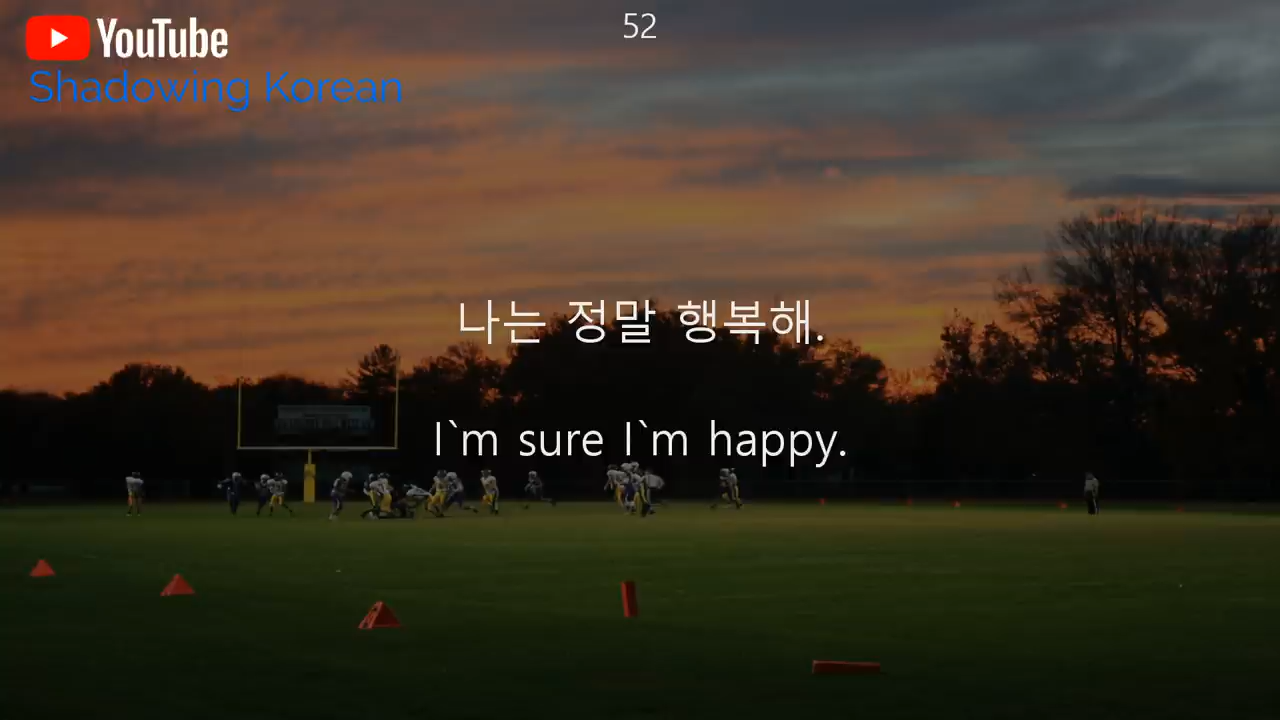 52
YouTube
Shadowing Korean
나는 정말 행복해.
I`m sure I`m happy.